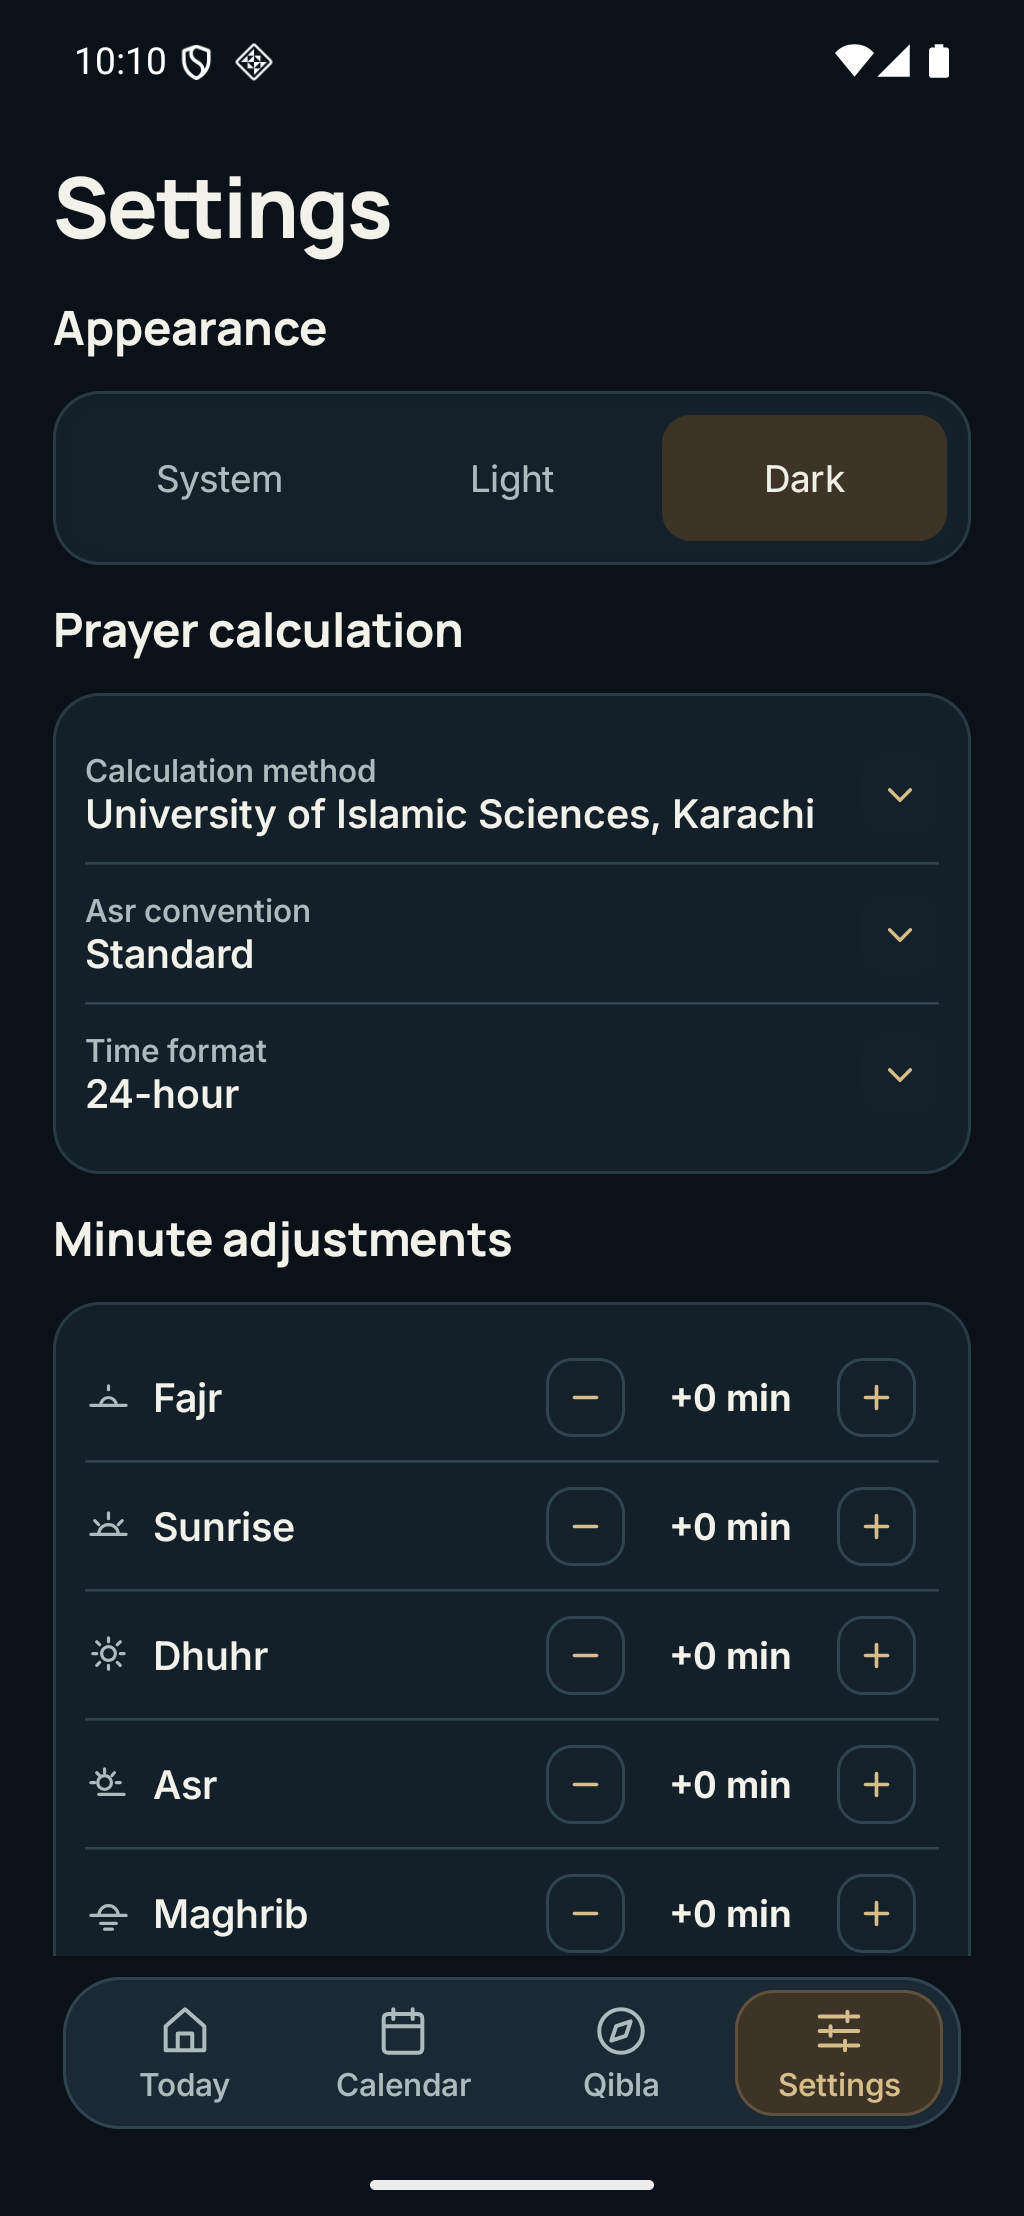 10:10
Settings
Appearance
System Light Dark
Prayer calculation
Calculation method
University of Islamic Sciences, Karachi
Asr convention
Standard
Time format
24-hour
Minute adjustments
Fajr − +0 min +
Sunrise − +0 min +
Dhuhr − +0 min +
Asr − +0 min +
Maghrib − +0 min +
Today Calendar Qibla Settings